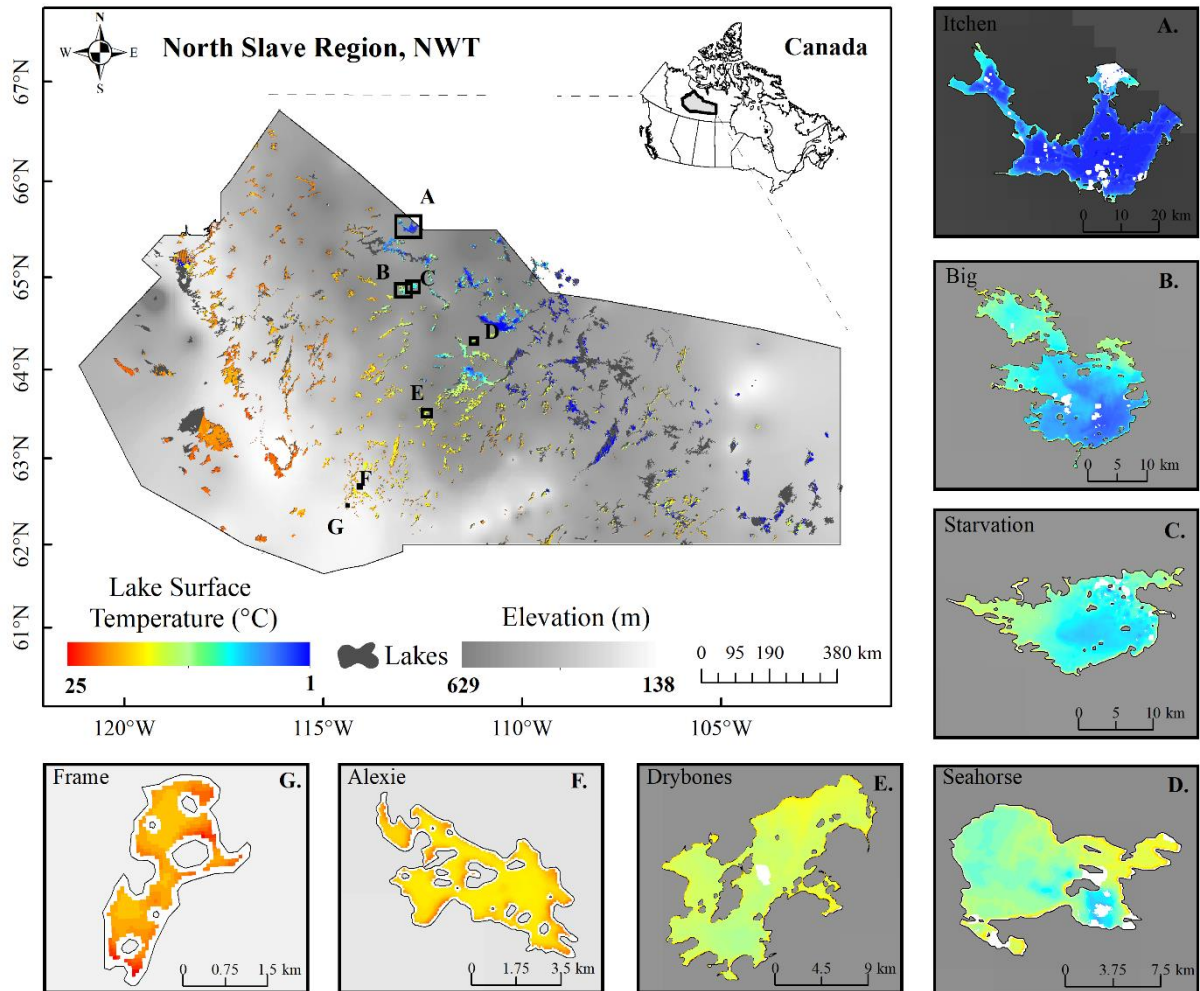 N
W E
S
North Slave Region, NWT
Canada
67°N
66°N
65°N
64°N
63°N
62°N
61°N
A
B
C
D
E
F
G
Lake Surface
Temperature (°C)
25 1
Lakes
Elevation (m)
629 138
0 95 190 380 km
120°W 115°W 110°W 105°W
Itchen A.
0 10 20 km
Big B.
0 5 10 km
Starvation C.
0 5 10 km
Frame G.
0 0.75 1.5 km
Alexie F.
0 1.75 3.5 km
Drybones E.
0 4.5 9 km
Seahorse D.
0 3.75 7.5 km